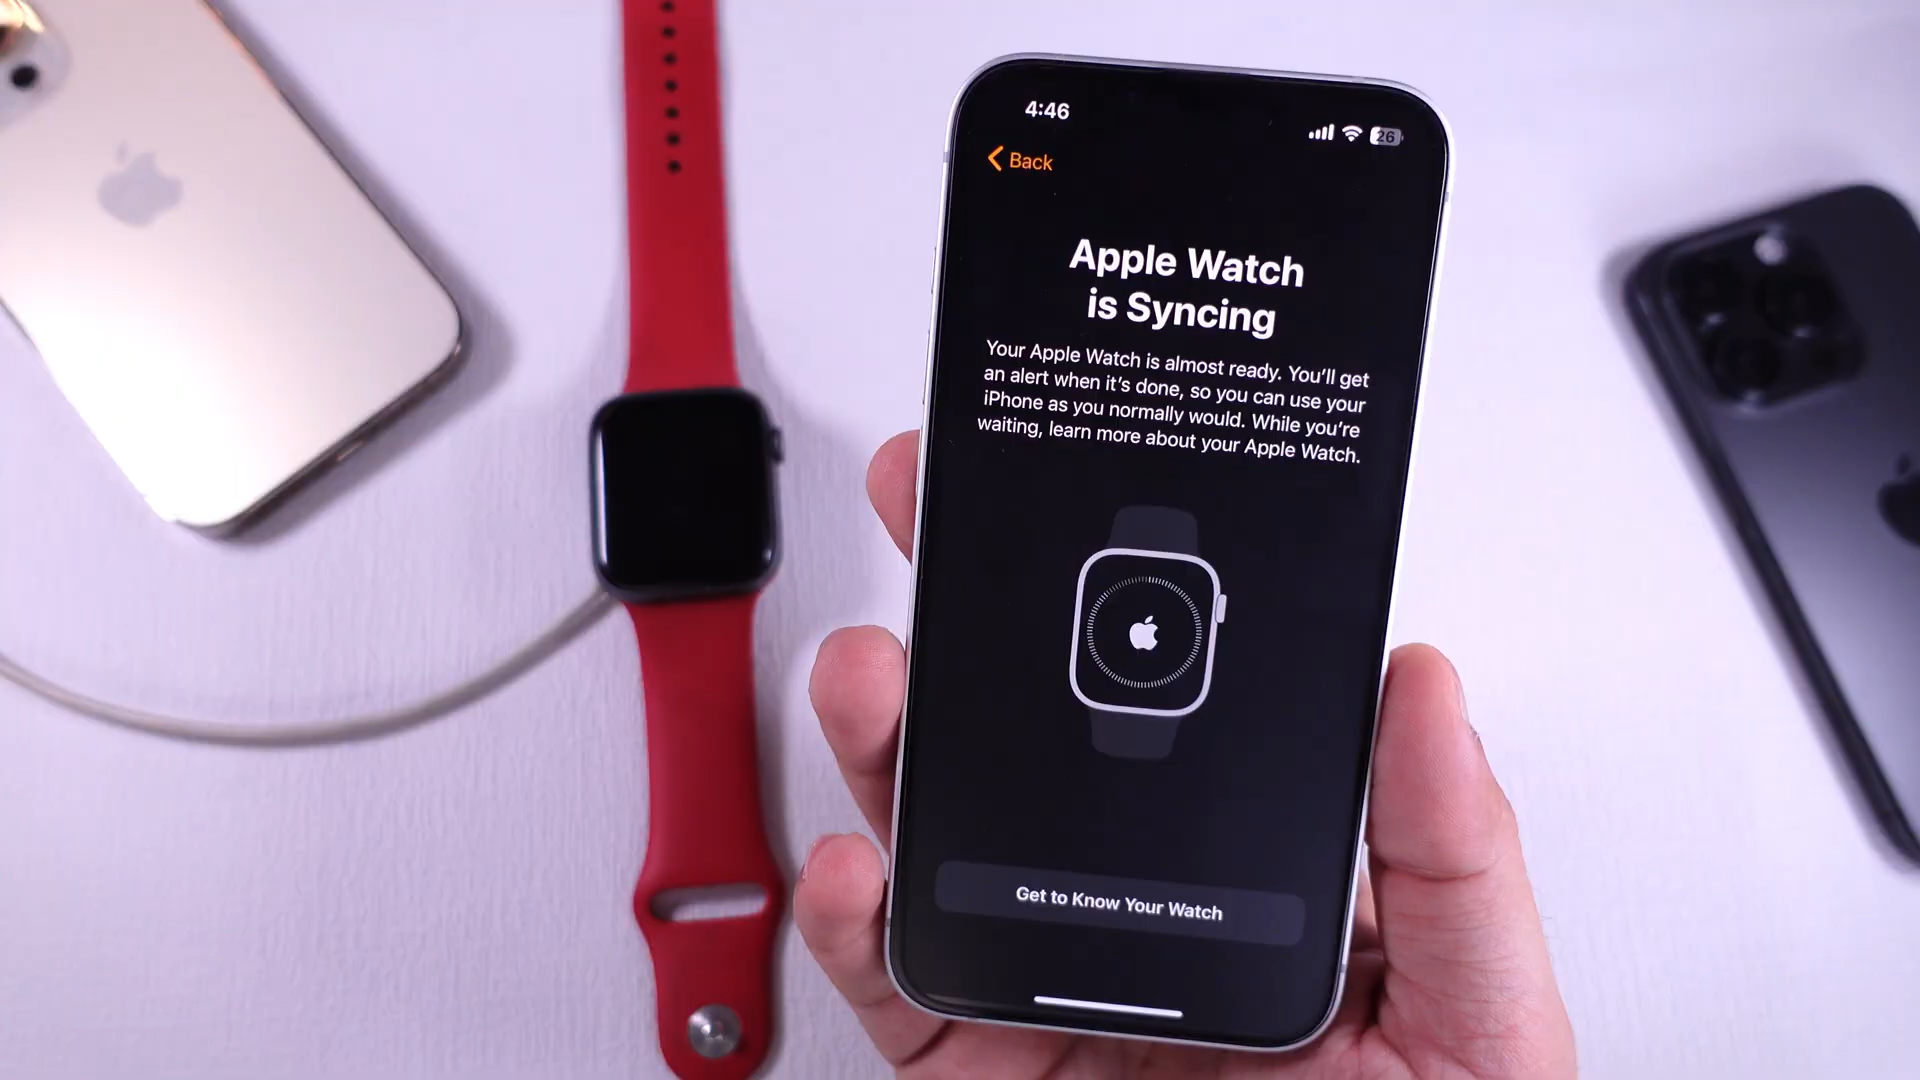 4:46
26
Back
Apple Watch
is Syncing
Your Apple Watch is almost ready. You’ll get
an alert when it’s done, so you can use your
iPhone as you normally would. While you’re
waiting, learn more about your Apple Watch.
Get to Know Your Watch